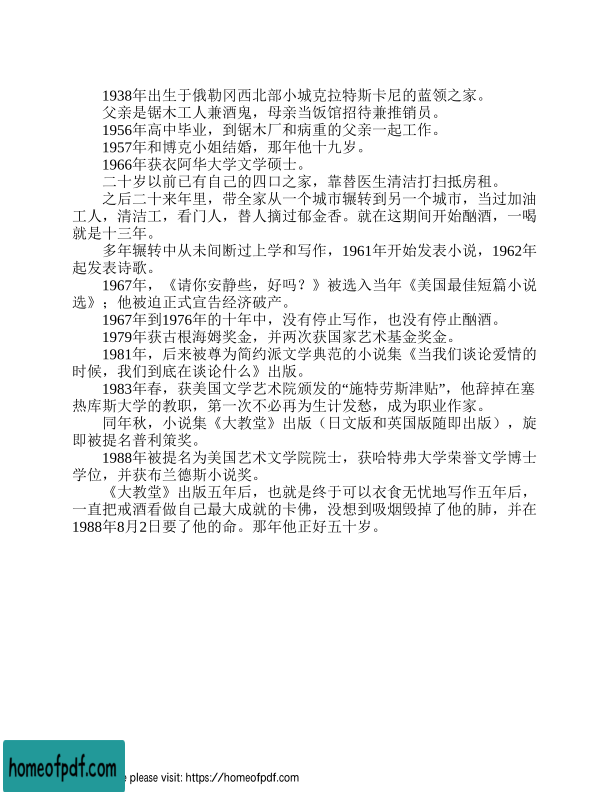 1938年出生于俄勒冈西北部小城克拉特斯卡尼的蓝领之家。
父亲是锯木工人兼酒鬼，母亲当饭馆招待兼推销员。
1956年高中毕业，到锯木厂和病重的父亲一起工作。
1957年和博克小姐结婚，那年他十九岁。
1966年获衣阿华大学文学硕士。
二十岁以前已有自己的四口之家，靠替医生清洁打扫抵房租。
之后二十来年里，带全家从一个城市辗转到另一个城市，当过加油
工人，清洁工，看门人，替人摘过郁金香。就在这期间开始酗酒，一喝
就是十三年。
多年辗转中从未间断过上学和写作，1961年开始发表小说，1962年
起发表诗歌。
1967年，《请你安静些，好吗？》被选入当年《美国最佳短篇小说
选》；他被迫正式宣告经济破产。
1967年到1976年的十年中，没有停止写作，也没有停止酗酒。
1979年获古根海姆奖金，并两次获国家艺术基金奖金。
1981年，后来被尊为简约派文学典范的小说集《当我们谈论爱情的
时候，我们到底在谈论什么》出版。
1983年春，获美国文学艺术院颁发的“施特劳斯津贴”，他辞掉在塞
热库斯大学的教职，第一次不必再为生计发愁，成为职业作家。
同年秋，小说集《大教堂》出版（日文版和英国版随即出版），旋
即被提名普利策奖。
1988年被提名为美国艺术文学院院士，获哈特弗大学荣誉文学博士
学位，并获布兰德斯小说奖。
《大教堂》出版五年后，也就是终于可以衣食无忧地写作五年后，
一直把戒酒看做自己最大成就的卡佛，没想到吸烟毁掉了他的肺，并在
1988年8月2日要了他的命。那年他正好五十岁。
homeofpdf.com
e please visit: https://homeofpdf.com